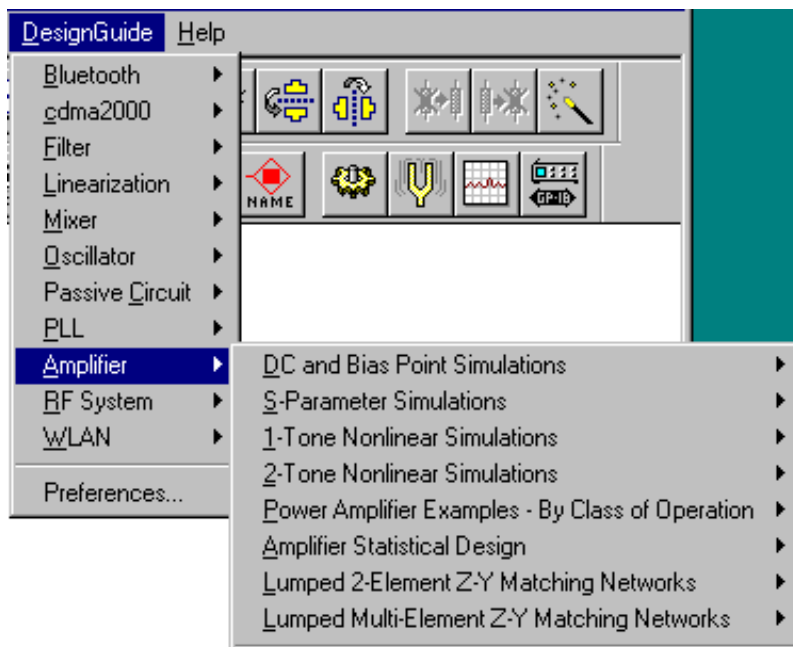 DesignGuide Help
Bluetooth
cdma2000
Filter
Linearization
Mixer
Oscillator
Passive Circuit
PLL
Amplifier
RF System
WLAN
Preferences...
NAME
GP-IB
DC and Bias Point Simulations
S-Parameter Simulations
1-Tone Nonlinear Simulations
2-Tone Nonlinear Simulations
Power Amplifier Examples - By Class of Operation
Amplifier Statistical Design
Lumped 2-Element Z-Y Matching Networks
Lumped Multi-Element Z-Y Matching Networks